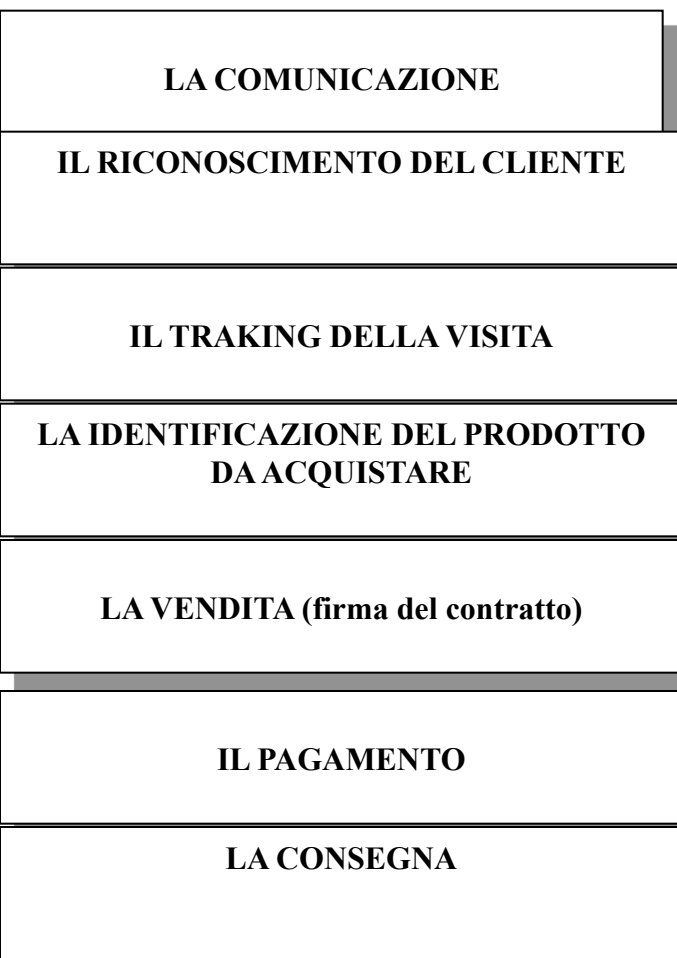 LA COMUNICAZIONE
IL RICONOSCIMENTO DEL CLIENTE
IL TRAKING DELLA VISITA
LA IDENTIFICAZIONE DEL PRODOTTO
DA ACQUISTARE
LA VENDITA (firma del contratto)
IL PAGAMENTO
LA CONSEGNA